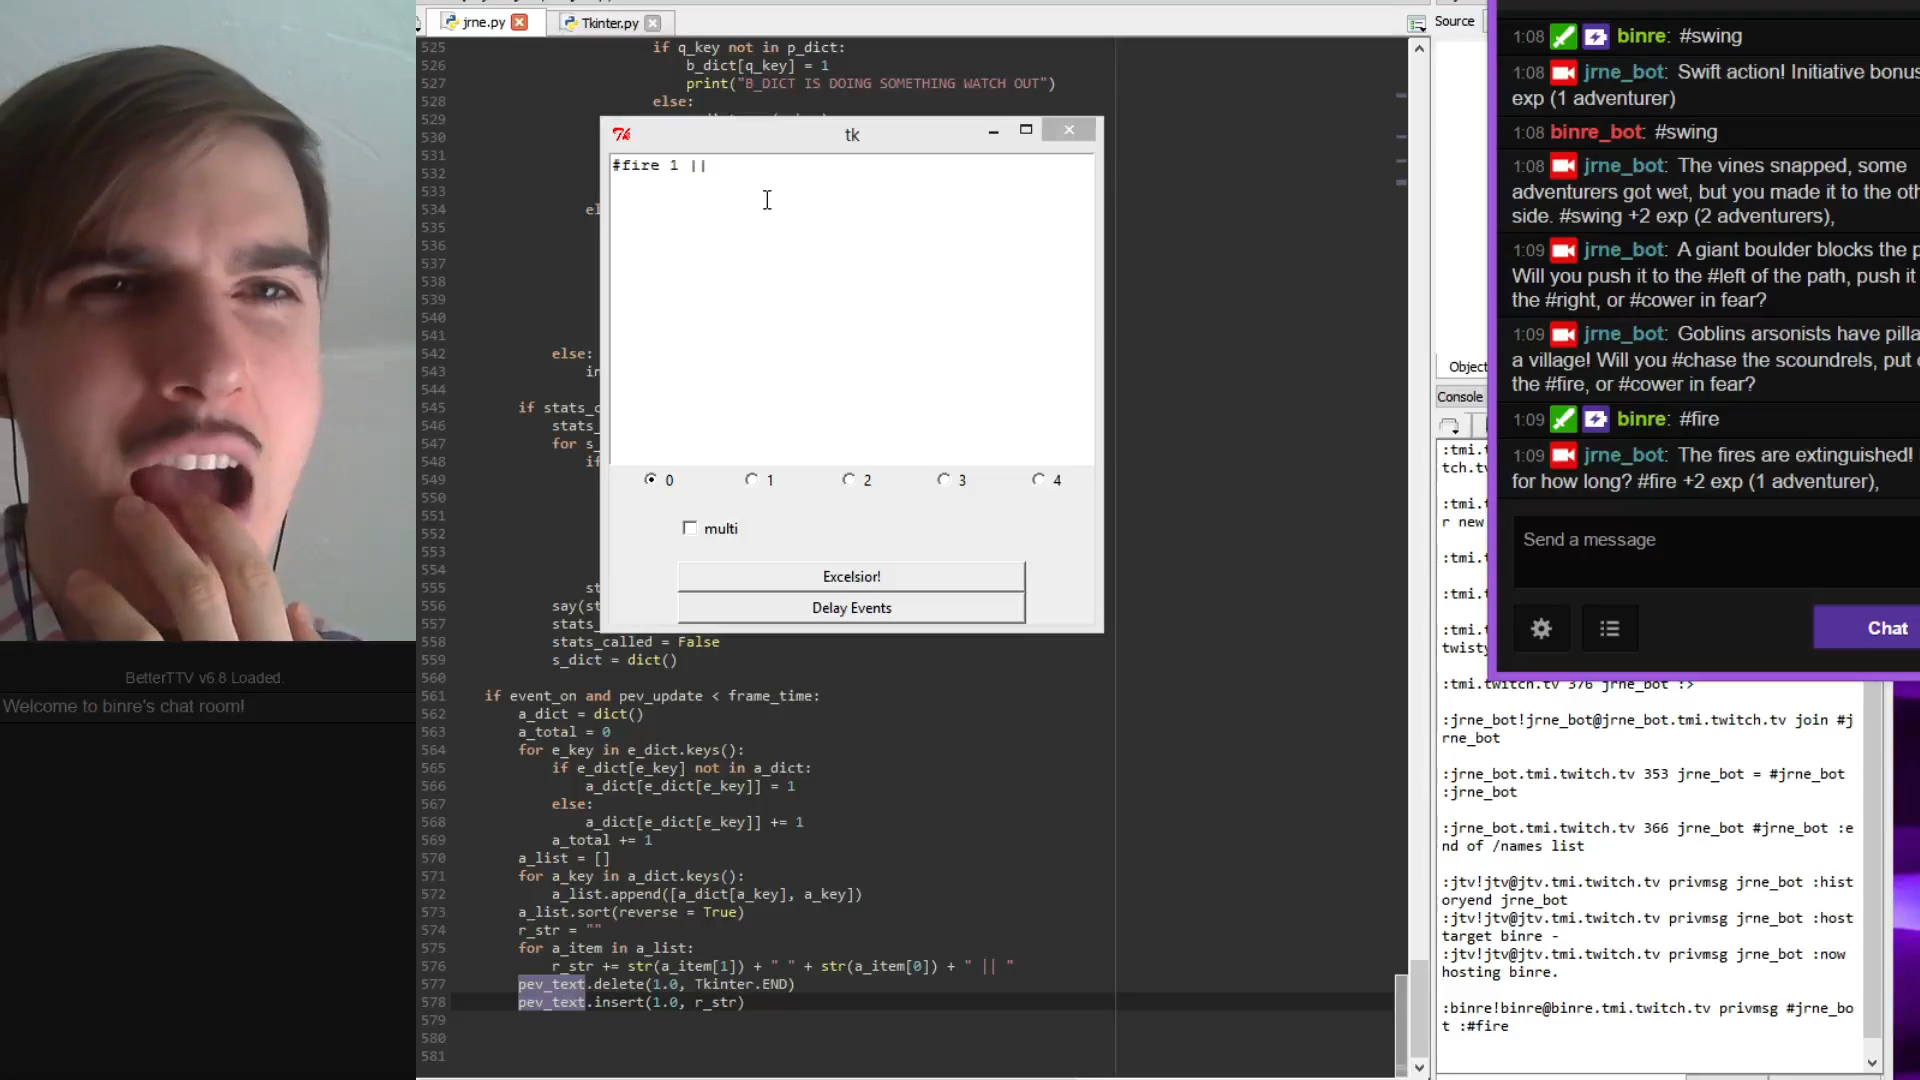 jrne.py
Tkinter.py
Source
525 if q_key not in p_dict:
526 b_dict[q_key] = 1
527 print("B_DICT IS DOING SOMETHING WATCH OUT")
528 else:
529
530
531
532
533
534
535
536
537
538
539
540
541
542 else:
543
544
545 if stats_c
546 stats_
547 for s_
548
549
550
551
552
553
554
555
556 say(st
557 stats_
558 stats_called = False
559 s_dict = dict()
560
561 if event_on and pev_update < frame_time:
562 a_dict = dict()
563 a_total = 0
564 for e_key in e_dict.keys():
565 if e_dict[e_key] not in a_dict:
566 a_dict[e_dict[e_key]] = 1
567 else:
568 a_dict[e_dict[e_key]] += 1
569 a_total += 1
570 a_list = []
571 for a_key in a_dict.keys():
572 a_list.append([a_dict[a_key], a_key])
573 a_list.sort(reverse = True)
574 r_str = ""
575 for a_item in a_list:
576 r_str += str(a_item[1]) + " " + str(a_item[0]) + " || "
577 pev_text.delete(1.0, Tkinter.END)
578 pev_text.insert(1.0, r_str)
579
580
581
tk
#fire 1 ||
0 1 2 3 4
multi
Excelsior!
Delay Events
BetterTTV v6.8 Loaded.
Welcome to binre's chat room!
1:08 binre: #swing
1:08 jrne_bot: Swift action! Initiative bonus
exp (1 adventurer)
1:08 binre_bot: #swing
1:08 jrne_bot: The vines snapped, some
adventurers got wet, but you made it to the oth
side. #swing +2 exp (2 adventurers),
1:09 jrne_bot: A giant boulder blocks the p
Will you push it to the #left of the path, push it
the #right, or #cower in fear?
1:09 jrne_bot: Goblins arsonists have pilla
a village! Will you #chase the scoundrels, put
the #fire, or #cower in fear?
1:09 binre: #fire
1:09 jrne_bot: The fires are extinguished!
for how long? #fire +2 exp (1 adventurer),
Send a message
Chat
Object
Console
:tmi.t
tch.tv
:tmi.t
r new
:tmi.t
:tmi.t
:tmi.t
twisty
:tmi.twitch.tv 376 jrne_bot :>
:jrne_bot!jrne_bot@jrne_bot.tmi.twitch.tv join #j
rne_bot
:jrne_bot.tmi.twitch.tv 353 jrne_bot = #jrne_bot
:jrne_bot
:jrne_bot.tmi.twitch.tv 366 jrne_bot #jrne_bot :e
nd of /names list
:jtv!jtv@jtv.tmi.twitch.tv privmsg jrne_bot :hist
oryend jrne_bot
:jtv!jtv@jtv.tmi.twitch.tv privmsg jrne_bot :host
target binre -
:jtv!jtv@jtv.tmi.twitch.tv privmsg jrne_bot :now
hosting binre.
:binre!binre@binre.tmi.twitch.tv privmsg #jrne_bo
t :#fire